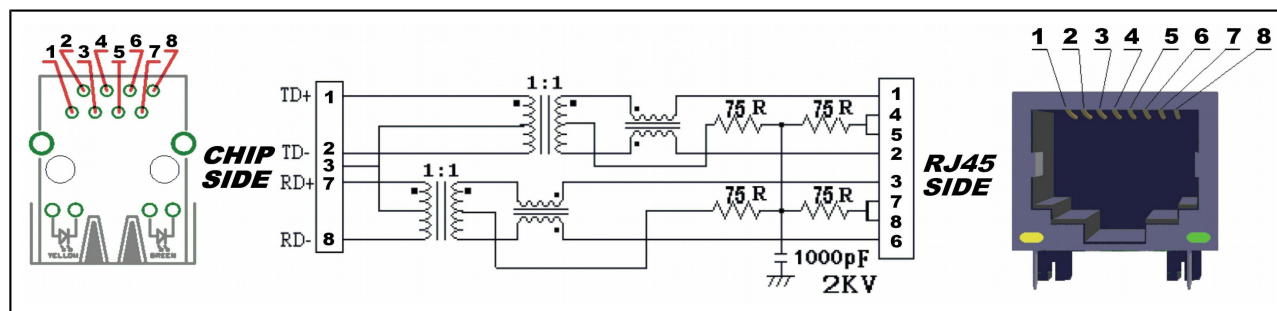 2 4 6 8
1 3 5 7
YELLOW GREEN
CHIP
SIDE
1:1
TD+ 1
TD- 2
3
1:1
RD+ 7
RD- 8
75 R 75 R
75 R 75 R
1000pF
2KV
1
4
5
2
3
7
8
6
RJ45
SIDE
1 2 3 4 5 6 7 8